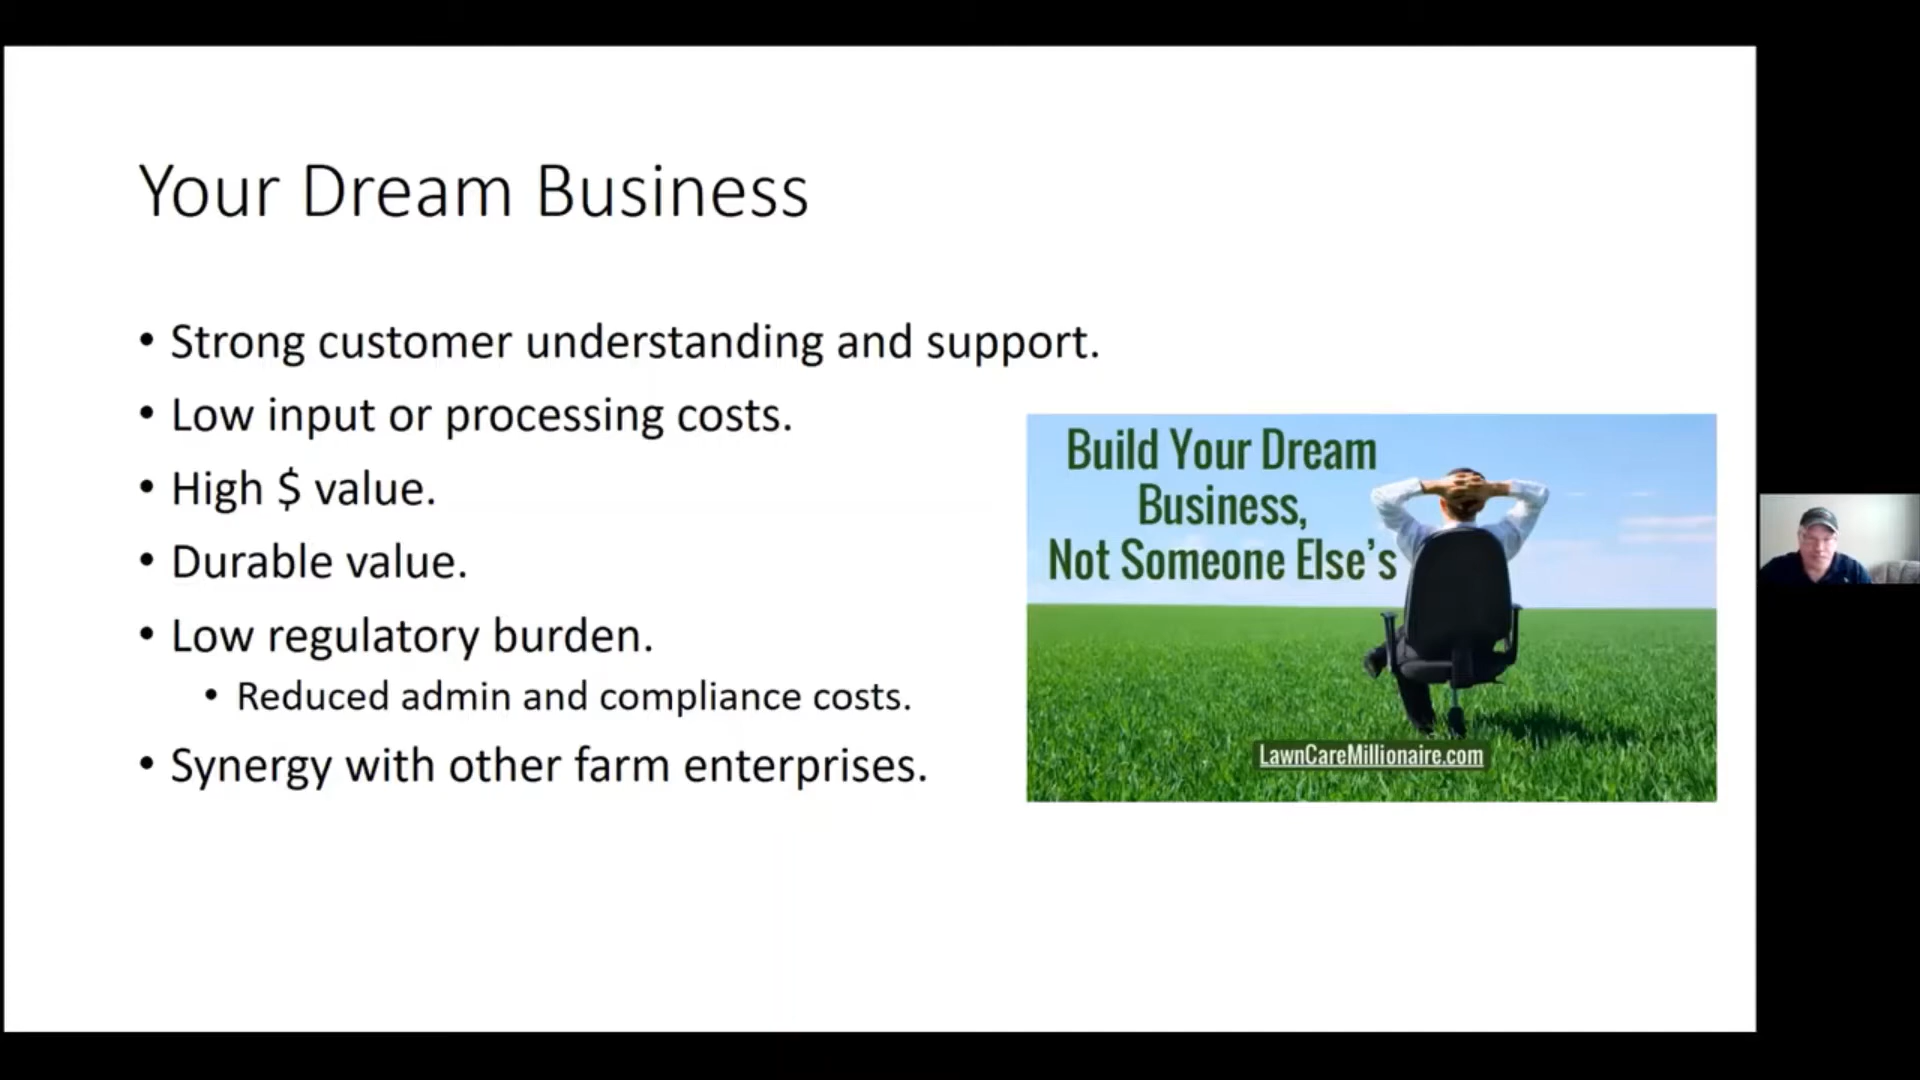 Your Dream Business
• Strong customer understanding and support.
• Low input or processing costs.
• High $ value.
• Durable value.
• Low regulatory burden.
• Reduced admin and compliance costs.
• Synergy with other farm enterprises.
Build Your Dream
Business,
Not Someone Else’s
LawnCareMillionaire.com